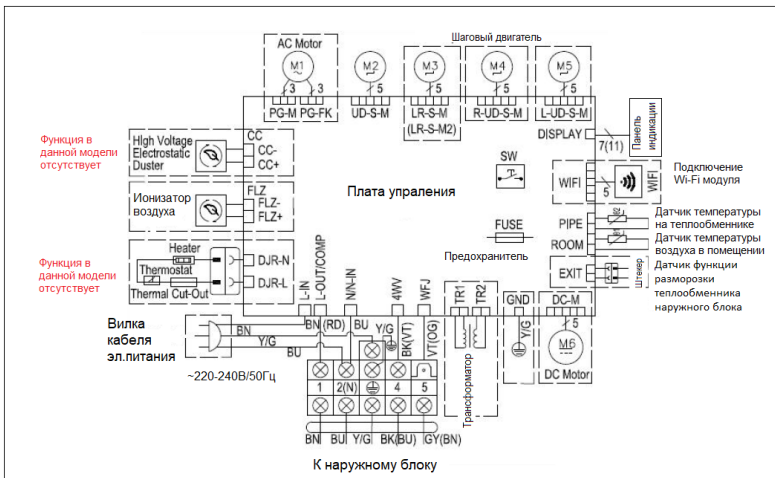 AC Motor
M1
3
3
PG-M
PG-FK
M2
5
UD-S-M
Шаговый двигатель
M3
5
LR-S-M
(LR-S-M2)
M4
5
R-UD-S-M
M5
5
L-UD-S-M
DISPLAY
7(11)
Панель
индикации
Функция в
данной модели
отсутствует
High Voltage
Electrostatic
Duster
CC
CC-
CC+
Ионизатор
воздуха
FLZ
FLZ-
FLZ+
Плата упраления
SW
WIFI
5
WIFI
Подключение
Wi-Fi модуля
FUSE
Предохранитель
PIPE
Датчик температуры
на теплообменнике
ROOM
Датчик температуры
воздуха в помещении
Функция в
данной модели
отсутствует
Heater
Thermostat
Thermal Cut-Out
DJR-N
DJR-L
EXIT
Штекер
Датчик функции
разморозки
теплообменника
наружного блока
L-IN
L-OUT/COMP
N/N-IN
4WV
WFJ
TR1
TR2
GND
DC-M
Вилка
кабеля
эл.питания
~220-240В/50Гц
BN
Y/G
BU
BN
(RD)
BU
Y/G
BK(VT)
VT(OG)
Трансформатор
Y/G
5
M6
DC Motor
1
2(N)
4
5
BN
BU
Y/G
BK(BU)
GY(BN)
К наружному блоку